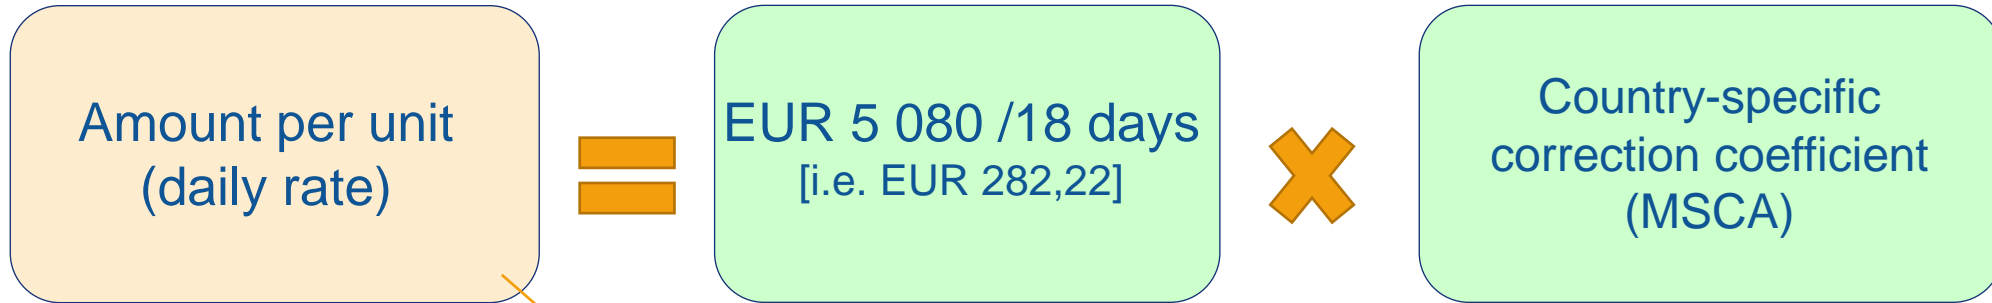 Amount per unit
(daily rate)
EUR 5 080 /18 days
[i.e. EUR 282,22]
Country-specific
correction coefficient
(MSCA)